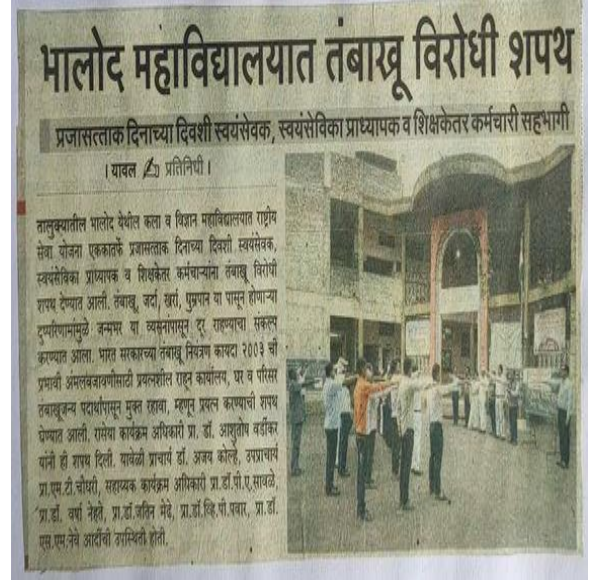 भालोद महाविद्यालयात तंबाखू विरोधी शपथ
प्रजासत्ताक दिनाच्या दिवशी स्वयंसेवक, स्वयंसेविका प्राध्यापक व शिक्षकेतर कर्मचारी सहभागी
। यावल ✍ प्रतिनिधी ।
तालुक्यातील भालोद येथील कला व विज्ञान महाविद्यालयात राष्ट्रीय
सेवा योजना एककातर्फे प्रजासत्ताक दिनाच्या दिवशी स्वयंसेवक,
स्वयंसेविका प्राध्यापक व शिक्षकेतर कर्मचाऱ्यांना तंबाखू विरोधी
शपथ देण्यात आली. तंबाखू, जर्दा, खर्रा, धुम्रपान या पासून होणाऱ्या
दुष्परिणामांमुळे जन्मभर या व्यसनापासून दूर राहण्याचा संकल्प
करण्यात आला. भारत सरकारच्या तंबाखू नियंत्रण कायदा २००३ ची
प्रभावी अंमलबजावणीसाठी प्रयत्नशील राहून कार्यालय, घर व परिसर
तंबाखूजन्य पदार्थांपासून मुक्त रहावा, म्हणून प्रयत्न करण्याची शपथ
घेण्यात आली. रासेयो कार्यक्रम अधिकारी प्रा. डॉ. आशुतोष वर्डीकर
यांनी ही शपथ दिली. यावेळी प्राचार्य डॉ. अजय कोल्हे, उपप्राचार्य
प्रा.एम.टी.चौधरी, सहाय्यक कार्यक्रम अधिकारी प्रा.डॉ.पी.ए.सावळे,
प्रा.डॉ. वर्षा नेहते, प्रा.डॉ.जतिन मेढे, प्रा.डॉ.व्हि.पी.पवार, प्रा.डॉ.
एस.एम.नेवे आदींची उपस्थिती होती.